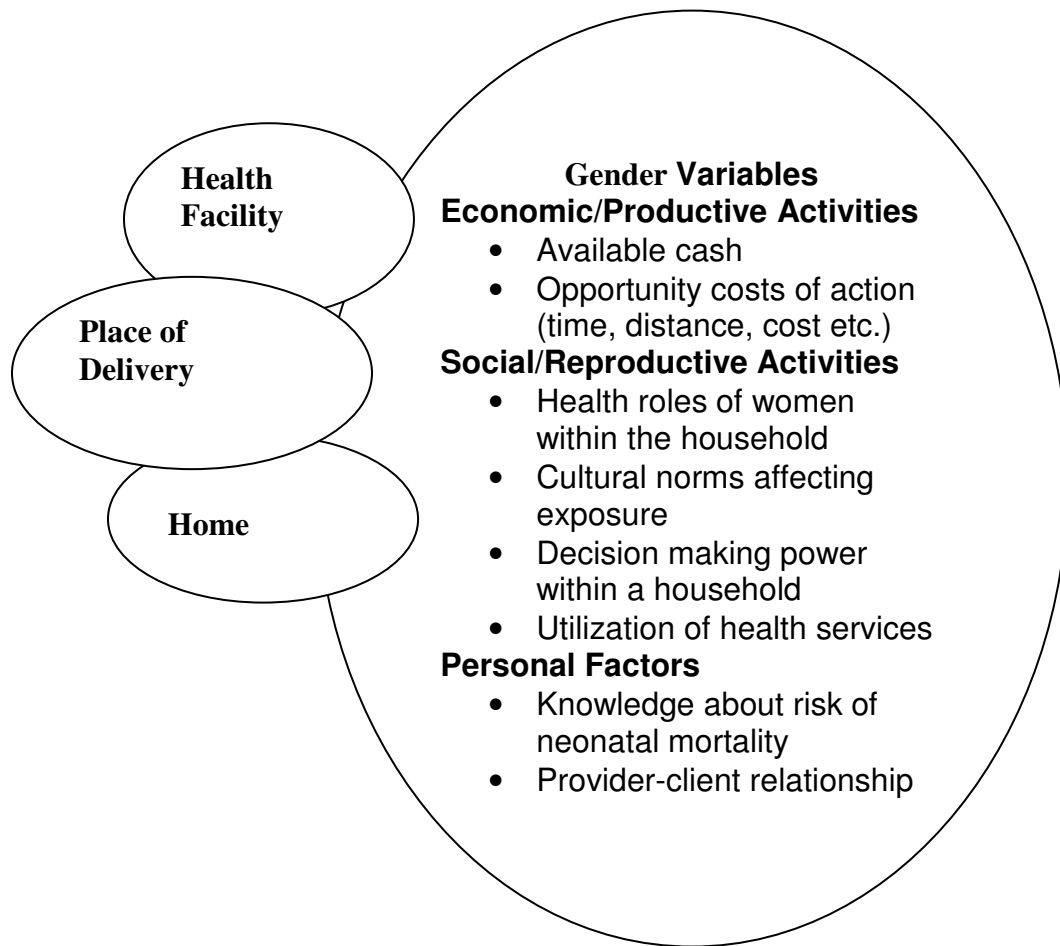 Health
Facility
Place of
Delivery
Home
Gender Variables
Economic/Productive Activities
• Available cash
• Opportunity costs of action
(time, distance, cost etc.)
Social/Reproductive Activities
• Health roles of women
within the household
• Cultural norms affecting
exposure
• Decision making power
within a household
• Utilization of health services
Personal Factors
• Knowledge about risk of
neonatal mortality
• Provider-client relationship